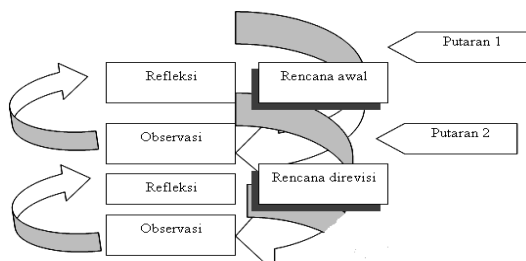 Putaran 1
Refleksi
Rencana awal
Observasi
Putaran 2
Refleksi
Rencana direvisi
Observasi